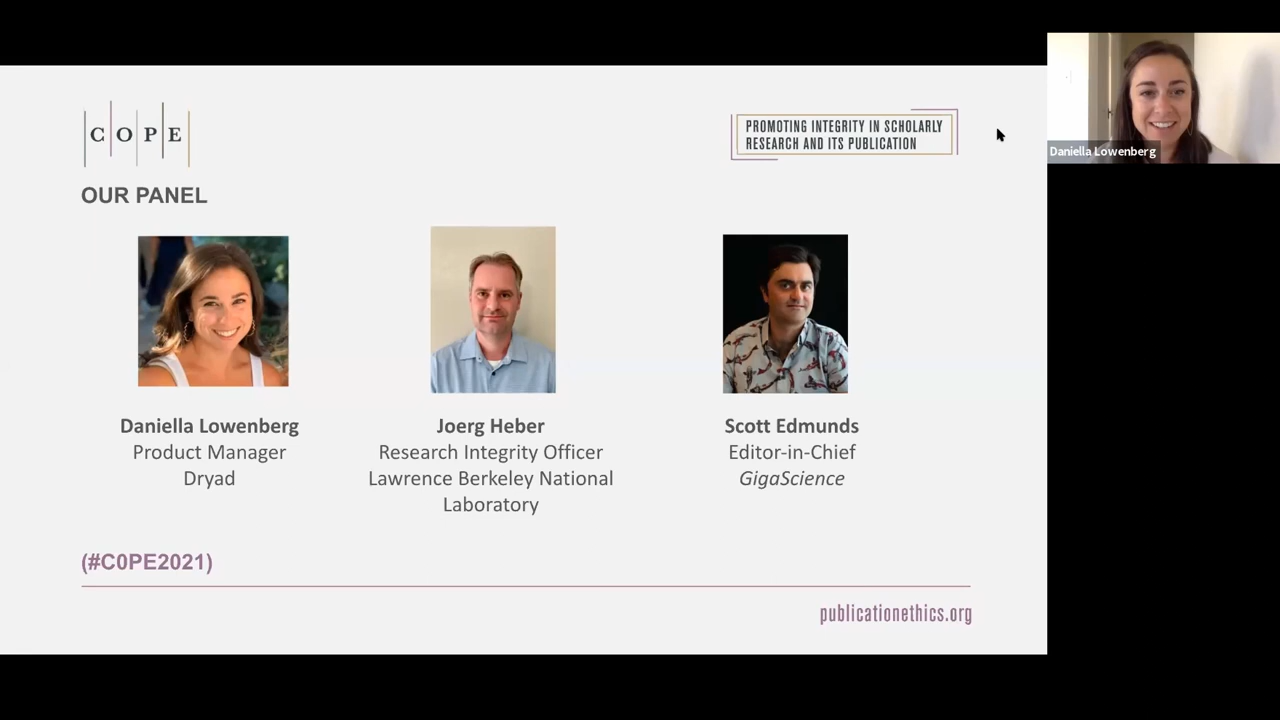 COPE
PROMOTING INTEGRITY IN SCHOLARLY
RESEARCH AND ITS PUBLICATION
Daniella Lowenberg
OUR PANEL
Daniella Lowenberg
Product Manager
Dryad
Joerg Heber
Research Integrity Officer
Lawrence Berkeley National
Laboratory
Scott Edmunds
Editor-in-Chief
GigaScience
(#C0PE2021)
publicationethics.org